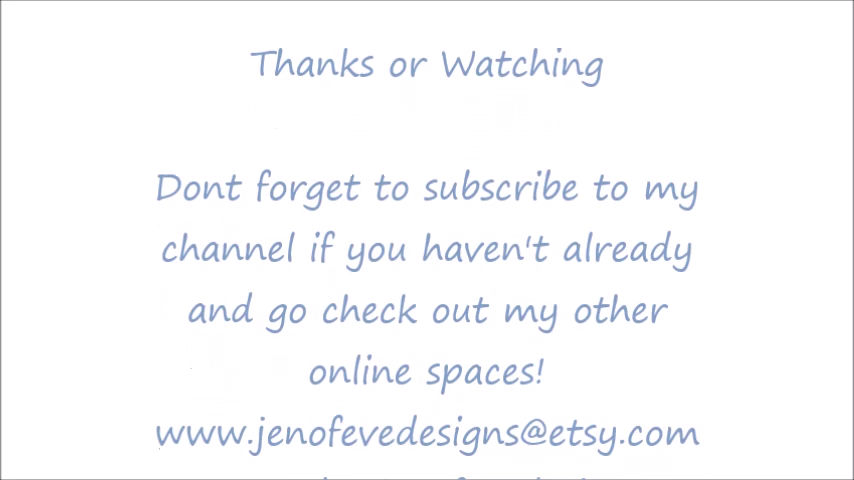 Thanks or Watching
Dont forget to subscribe to my
channel if you haven't already
and go check out my other
online spaces!
www.jenofevedesigns@etsy.com